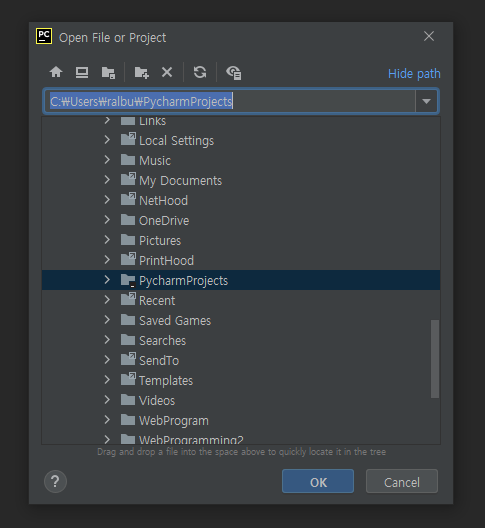 PC
Open File or Project
Hide path
C:₩Users₩ralbu₩PycharmProjects
Links
Local Settings
Music
My Documents
NetHood
OneDrive
Pictures
PrintHood
PycharmProjects
Recent
Saved Games
Searches
SendTo
Templates
Videos
WebProgram
WebProgramming2
Drag and drop a file into the space above to quickly locate it in the tree
?
OK
Cancel